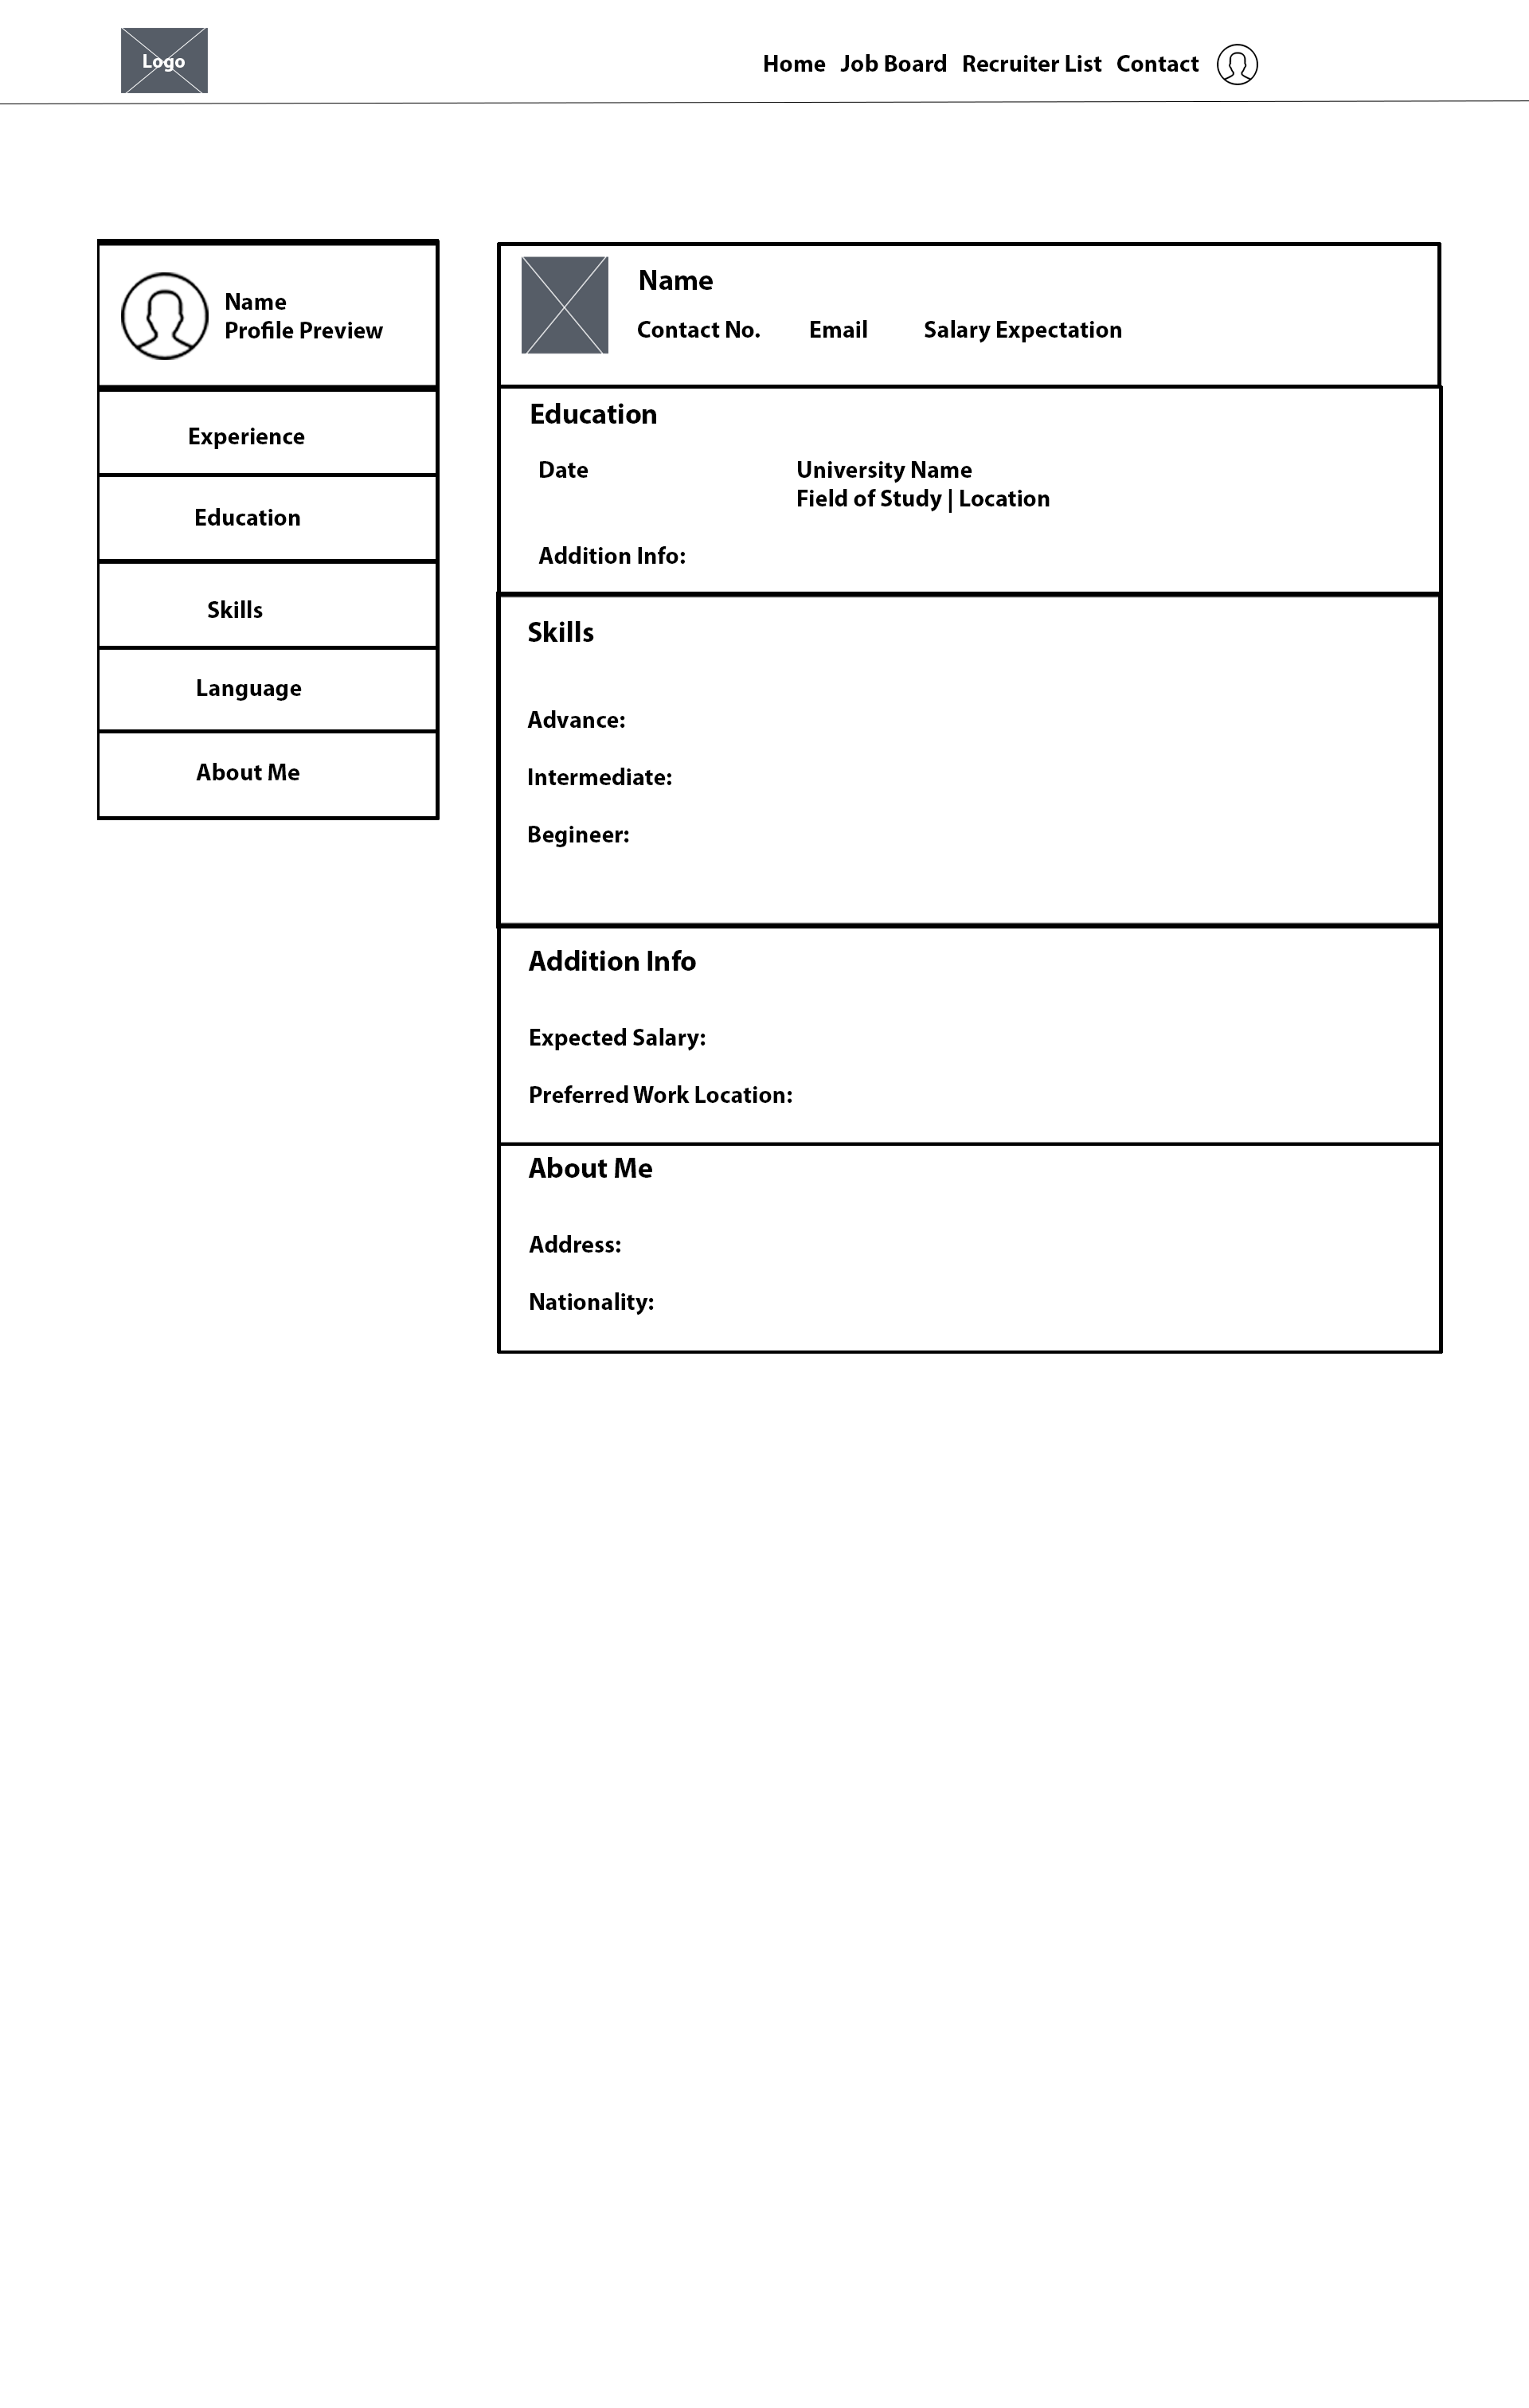 Logo
Home Job Board Recruiter List Contact
Name
Profile Preview
Experience
Education
Skills
Language
About Me
Name
Contact No. Email Salary Expectation
Education
Date University Name
Field of Study | Location
Addition Info:
Skills
Advance:
Intermediate:
Begineer:
Addition Info
Expected Salary:
Preferred Work Location:
About Me
Address:
Nationality: